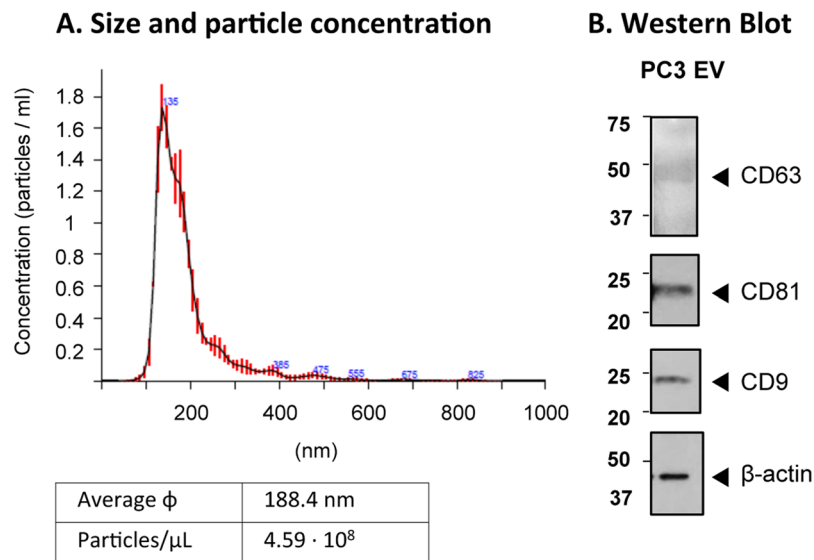 A. Size and particle concentration
Concentration (particles / ml)
1.8
1.6
1.4
1.2
1
0.8
0.6
0.4
0.2
135
385
475
555
675
825
200 400 600 800 1000
(nm)
Average ϕ 188.4 nm
Particles/μL 4.59 · 10⁸
B. Western Blot
PC3 EV
75
50
37
CD63
25
20
CD81
25
20
CD9
50
37
β-actin